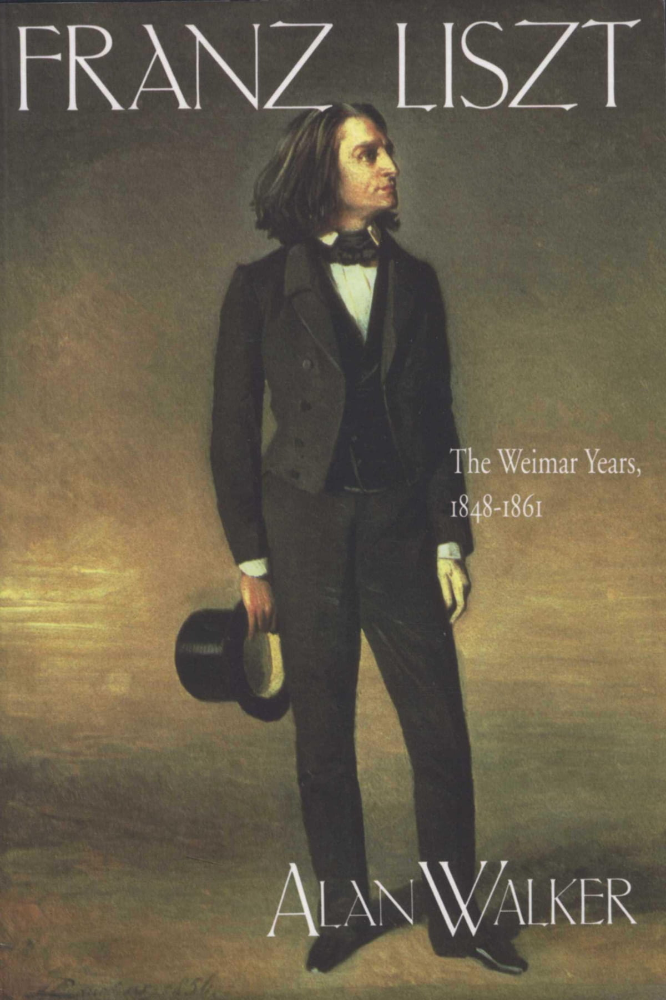 FRANZ LISZT
The Weimar Years,
1848-1861
ALAN WALKER